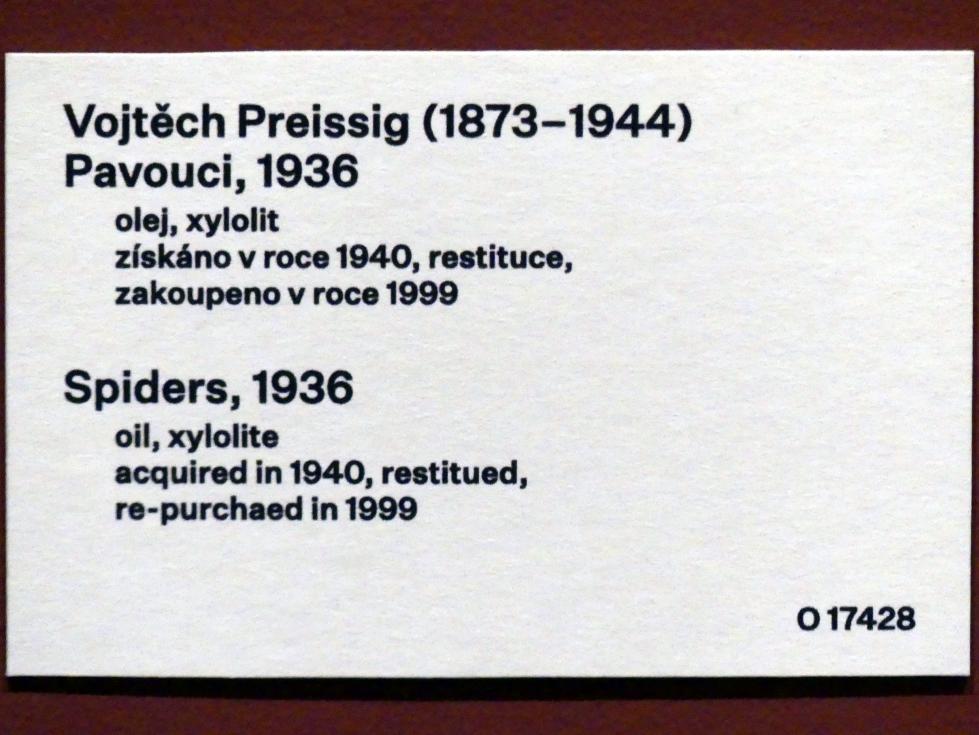 Vojtěch Preissig (1873–1944)
Pavouci, 1936
olej, xylolit
získáno v roce 1940, restituce,
zakoupeno v roce 1999
Spiders, 1936
oil, xylolite
acquired in 1940, restitued,
re-purchaed in 1999
O 17428